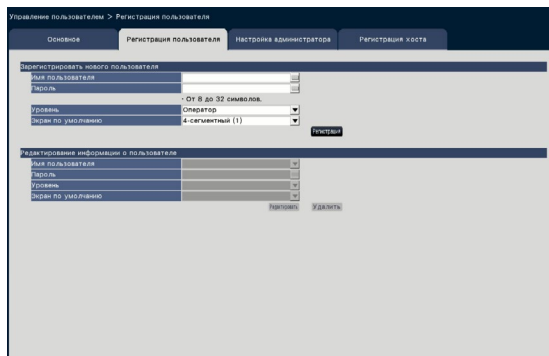 Управление пользователем > Регистрация пользователя
Основное Регистрация пользователя Настройка администратора Регистрация хоста
Зарегистрировать нового пользователя
Имя пользователя
Пароль
· От 8 до 32 символов.
Уровень Оператор
Экран по умолчанию 4-сегментный (1)
Регистрация
Редактирование информации о пользователе
Имя пользователя
Пароль
Уровень
Экран по умолчанию
Редактировать Удалить